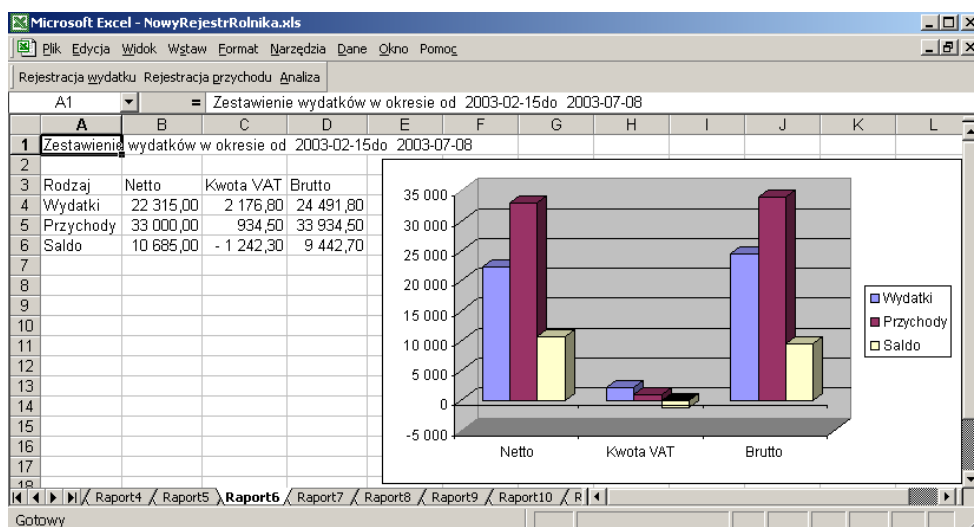 Microsoft Excel - NowyRejestrRolnika.xls
Plik Edycja Widok Wstaw Format Narzędzia Dane Okno Pomoc
Rejestracja wydatku Rejestracja przychodu Analiza
A1 = Zestawienie wydatków w okresie od 2003-02-15do 2003-07-08
A B C D E F G H I J K L
1 Zestawienie wydatków w okresie od 2003-02-15do 2003-07-08
2
3 Rodzaj Netto Kwota VAT Brutto
4 Wydatki 22 315,00 2 176,80 24 491,80
5 Przychody 33 000,00 934,50 33 934,50
6 Saldo 10 685,00 - 1 242,30 9 442,70
7
8
9
10
11
12
13
14
15
16
17
18
35 000
30 000
25 000
20 000
15 000
10 000
5 000
0
-5 000
Netto Kwota VAT Brutto
Wydatki
Przychody
Saldo
Raport4 Raport5 Raport6 Raport7 Raport8 Raport9 Raport10 R
Gotowy